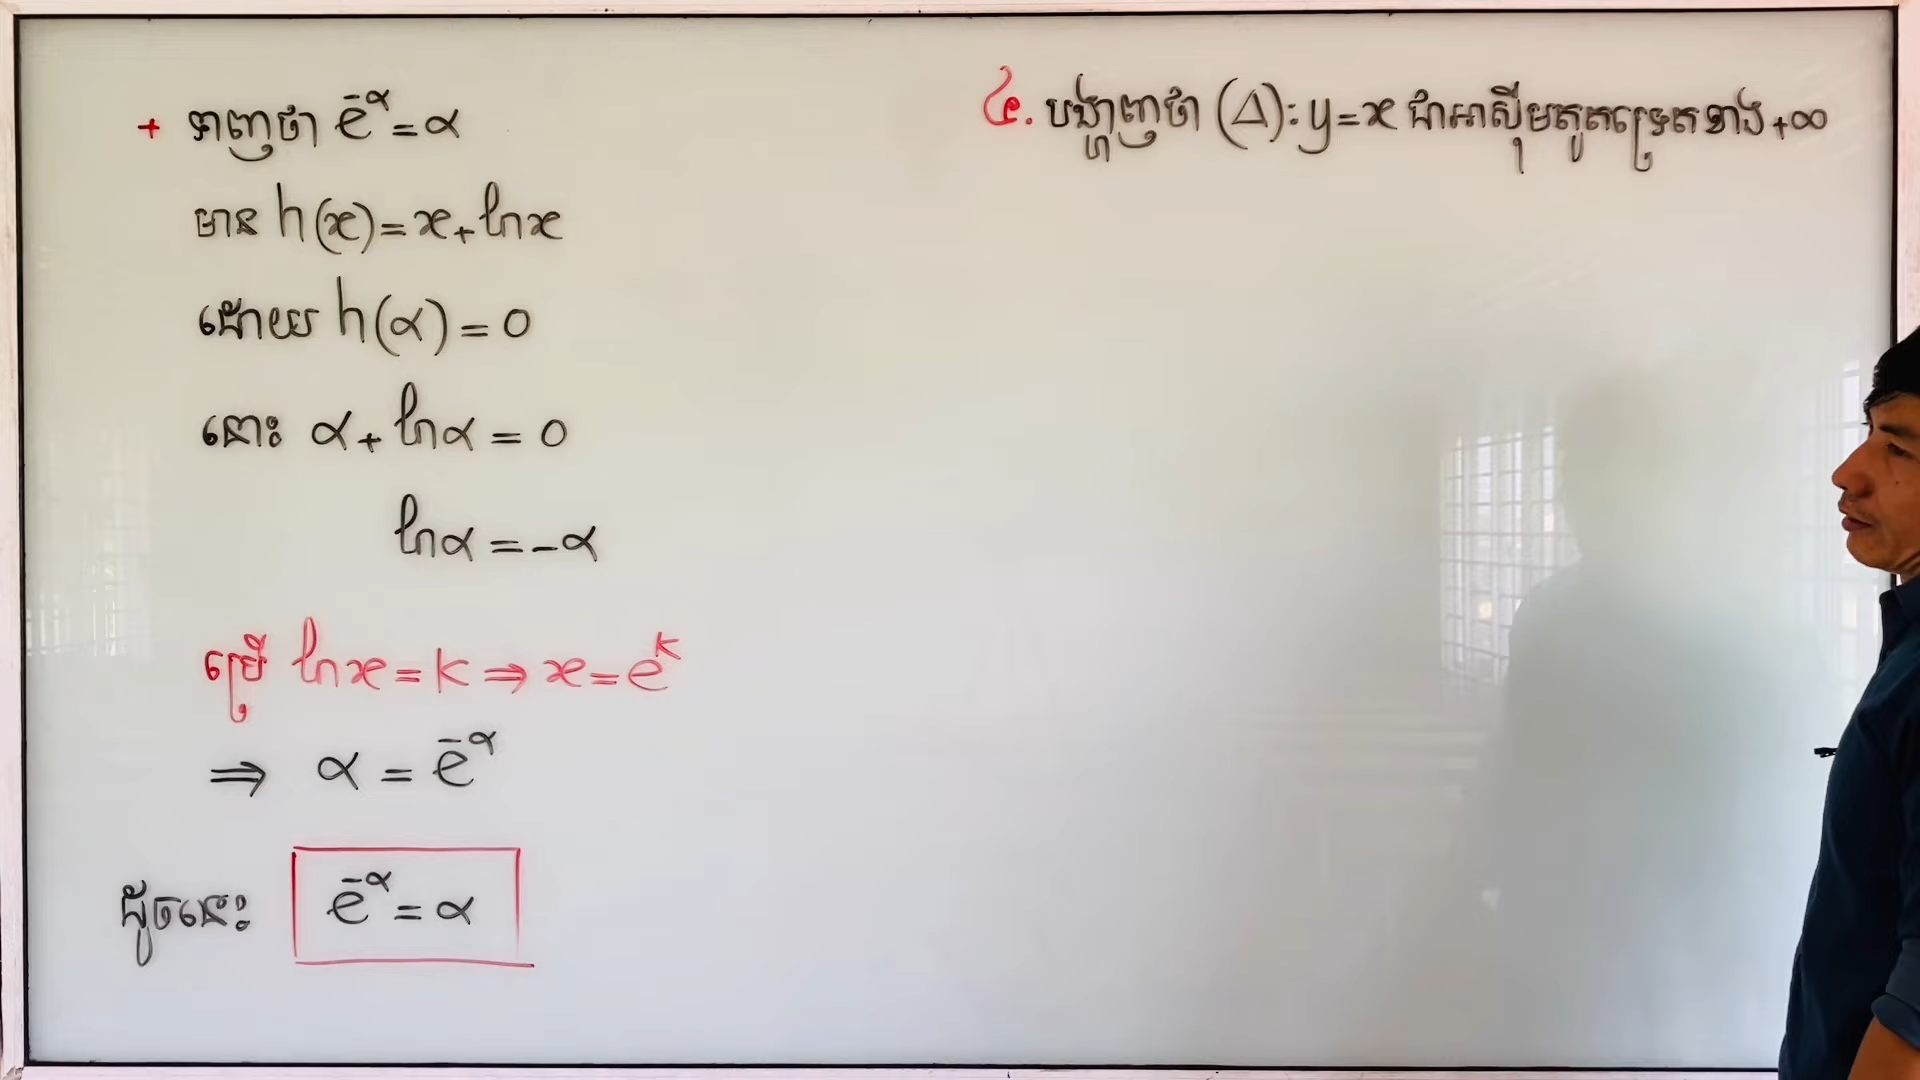 + ទាញថា e^-α = α
មាន h(x) = x + lnx
ដោយ h(α) = 0
នោះ α + lnα = 0
lnα = -α
ប្រើ lnx = k ⇒ x = e^k
⇒ α = e^-α
ដូចនេះ e^-α = α
៤. បង្ហាញថា (Δ): y = x ជាអាស៊ីមតូតទ្រេតខាង +∞